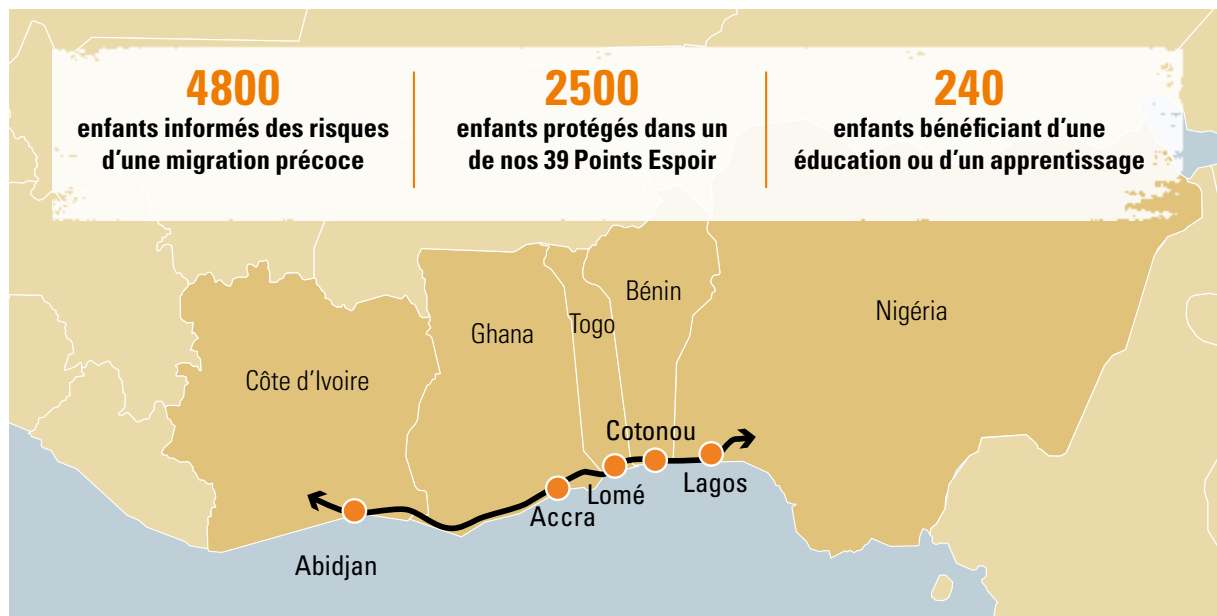 4800
enfants informés des risques
d'une migration précoce
2500
enfants protégés dans un
de nos 39 Points Espoir
240
enfants bénéficiant d'une
éducation ou d'un apprentissage
Côte d'Ivoire
Ghana
Togo
Bénin
Nigéria
Abidjan
Accra
Lomé
Cotonou
Lagos